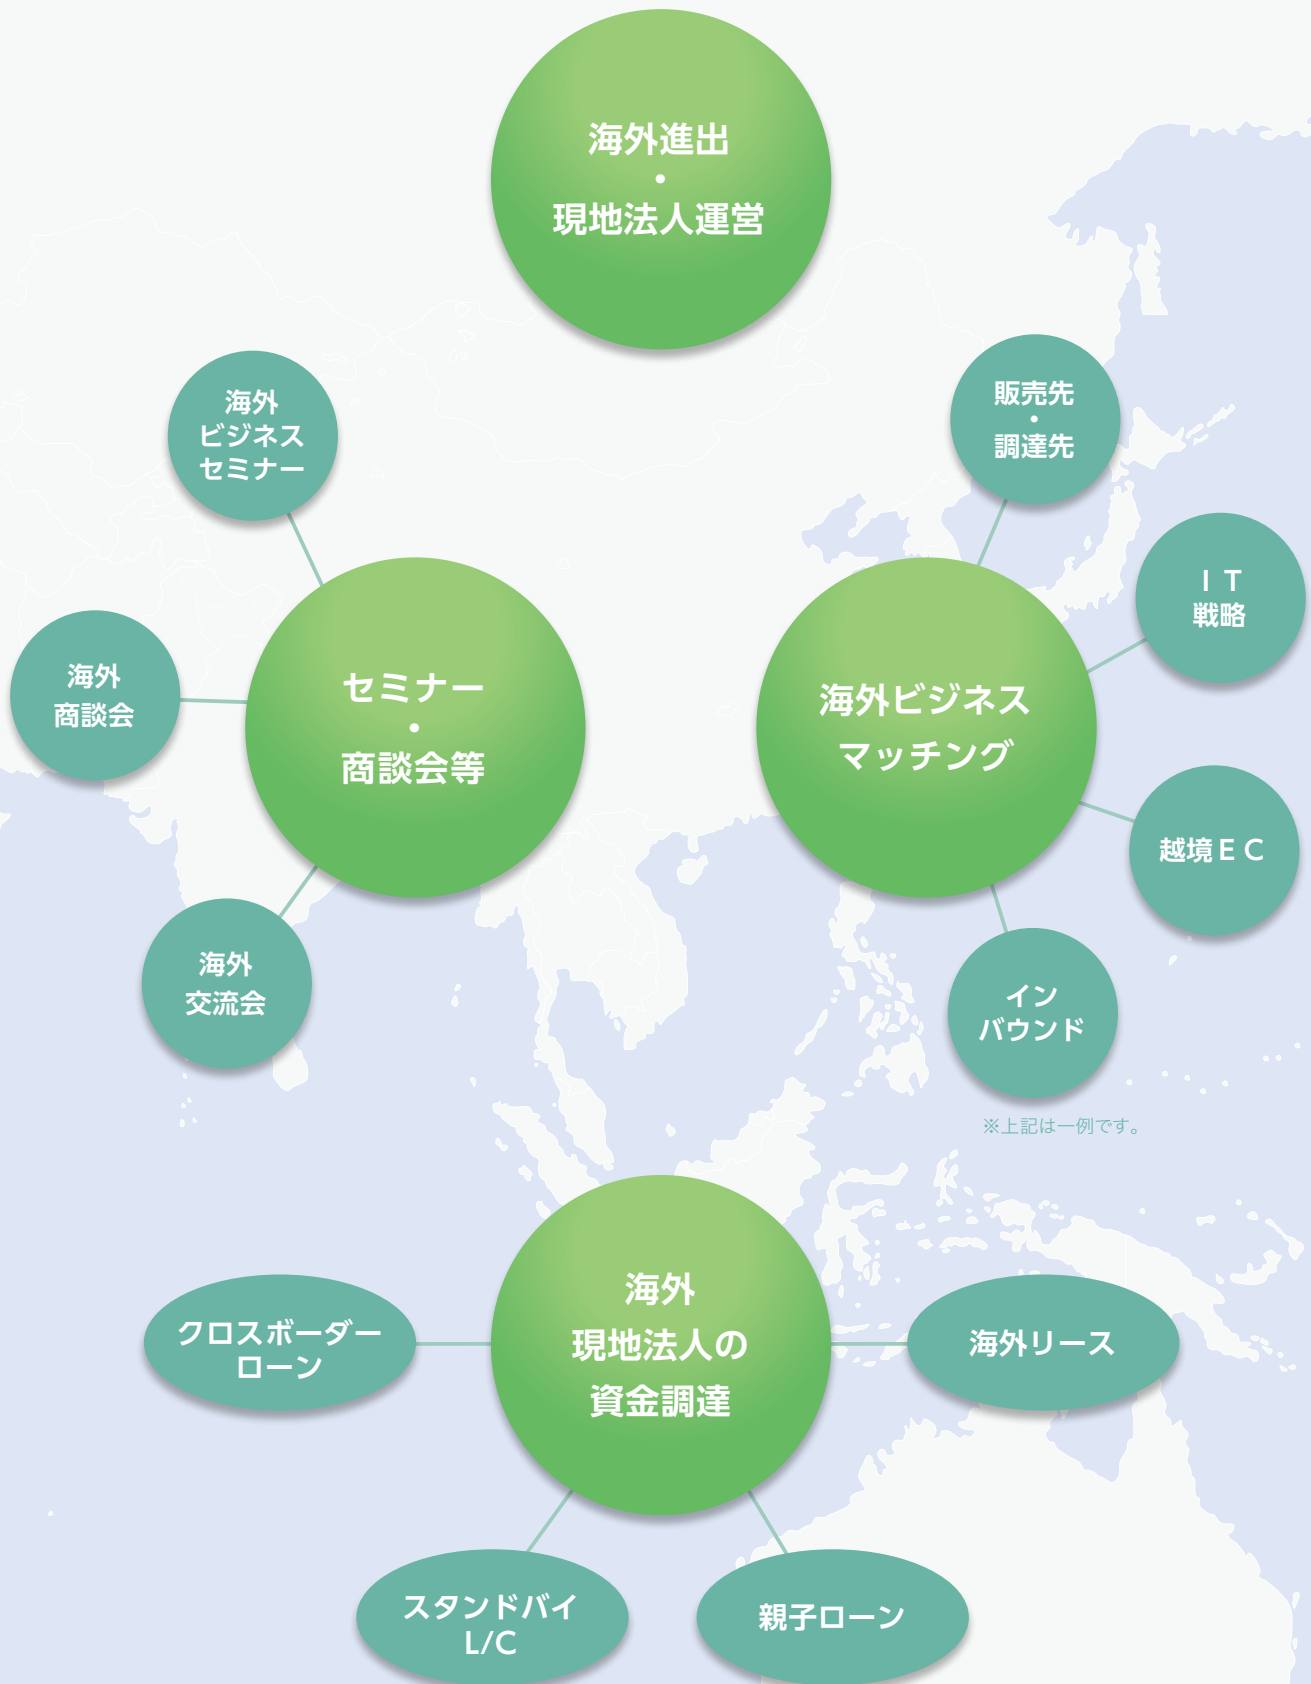 海外進出
・
現地法人運営
海外
ビジネス
セミナー
海外
商談会
セミナー
・
商談会等
海外
交流会
販売先
・
調達先
ＩＴ
戦略
海外ビジネス
マッチング
越境ＥＣ
イン
バウンド
※上記は一例です。
海外
現地法人の
資金調達
クロスボーダー
ローン
海外リース
スタンドバイ
L/C
親子ローン